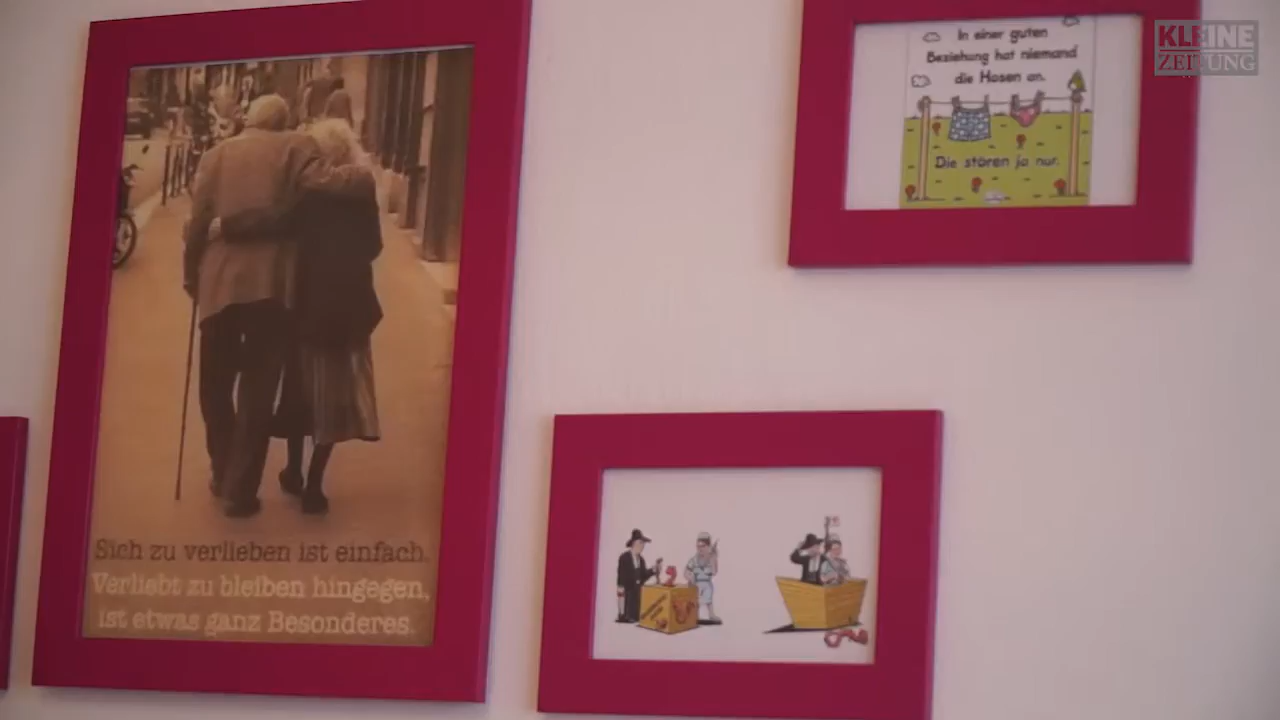 Sich zu verlieben ist einfach.
Verliebt zu bleiben hingegen,
ist etwas ganz Besonderes.
In einer guten
Beziehung hat niemand
die Hosen an.
Die stören ja nur.
KLEINE
ZEITUNG